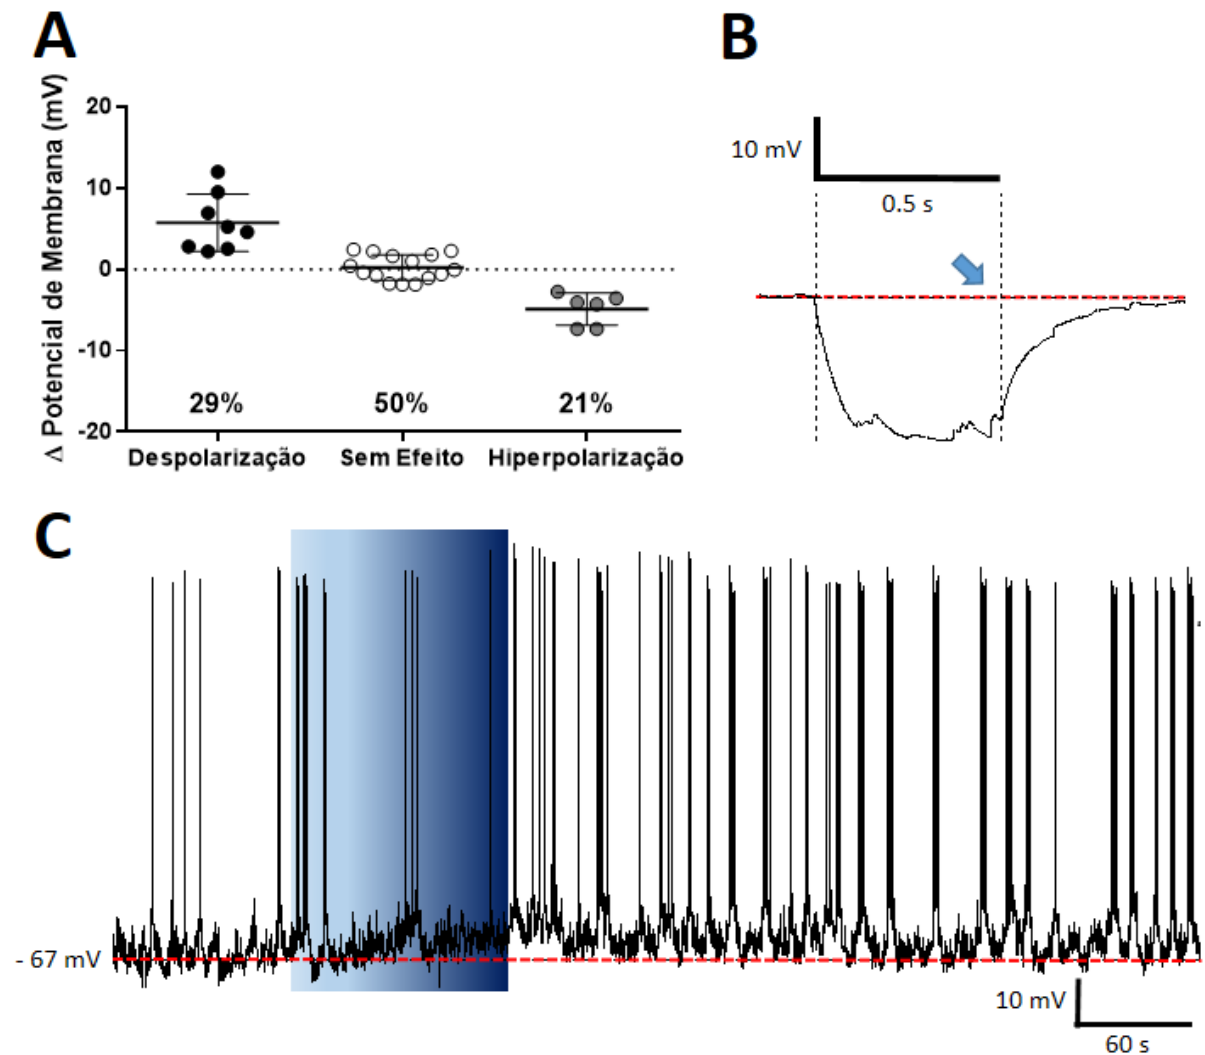 A
Δ Potencial de Membrana (mV)
20
10
0
-10
-20
29%
50%
21%
Despolarização
Sem Efeito
Hiperpolarização
B
10 mV
0.5 s
C
- 67 mV
10 mV
60 s